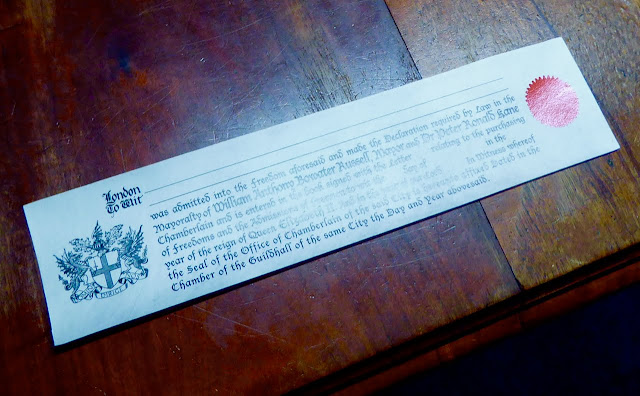 London
To Wit
was admitted into the Freedom aforesaid and made the Declaration required by Law in the
Mayoralty of William Anthony Bowater Russell Mayor and Dr Peter Ronald Kane
Chamberlain and is entered in the book signed with the Letter relating to the purchasing
of Freedoms and the Admissions of Freemen in the
year of the reign of Queen Elizabeth In Witness whereof
the Seal of the Office of Chamberlain of the said is hereunto affixed Dated in the
Chamber of the Guildhall of the same City the Day and Year abovesaid.